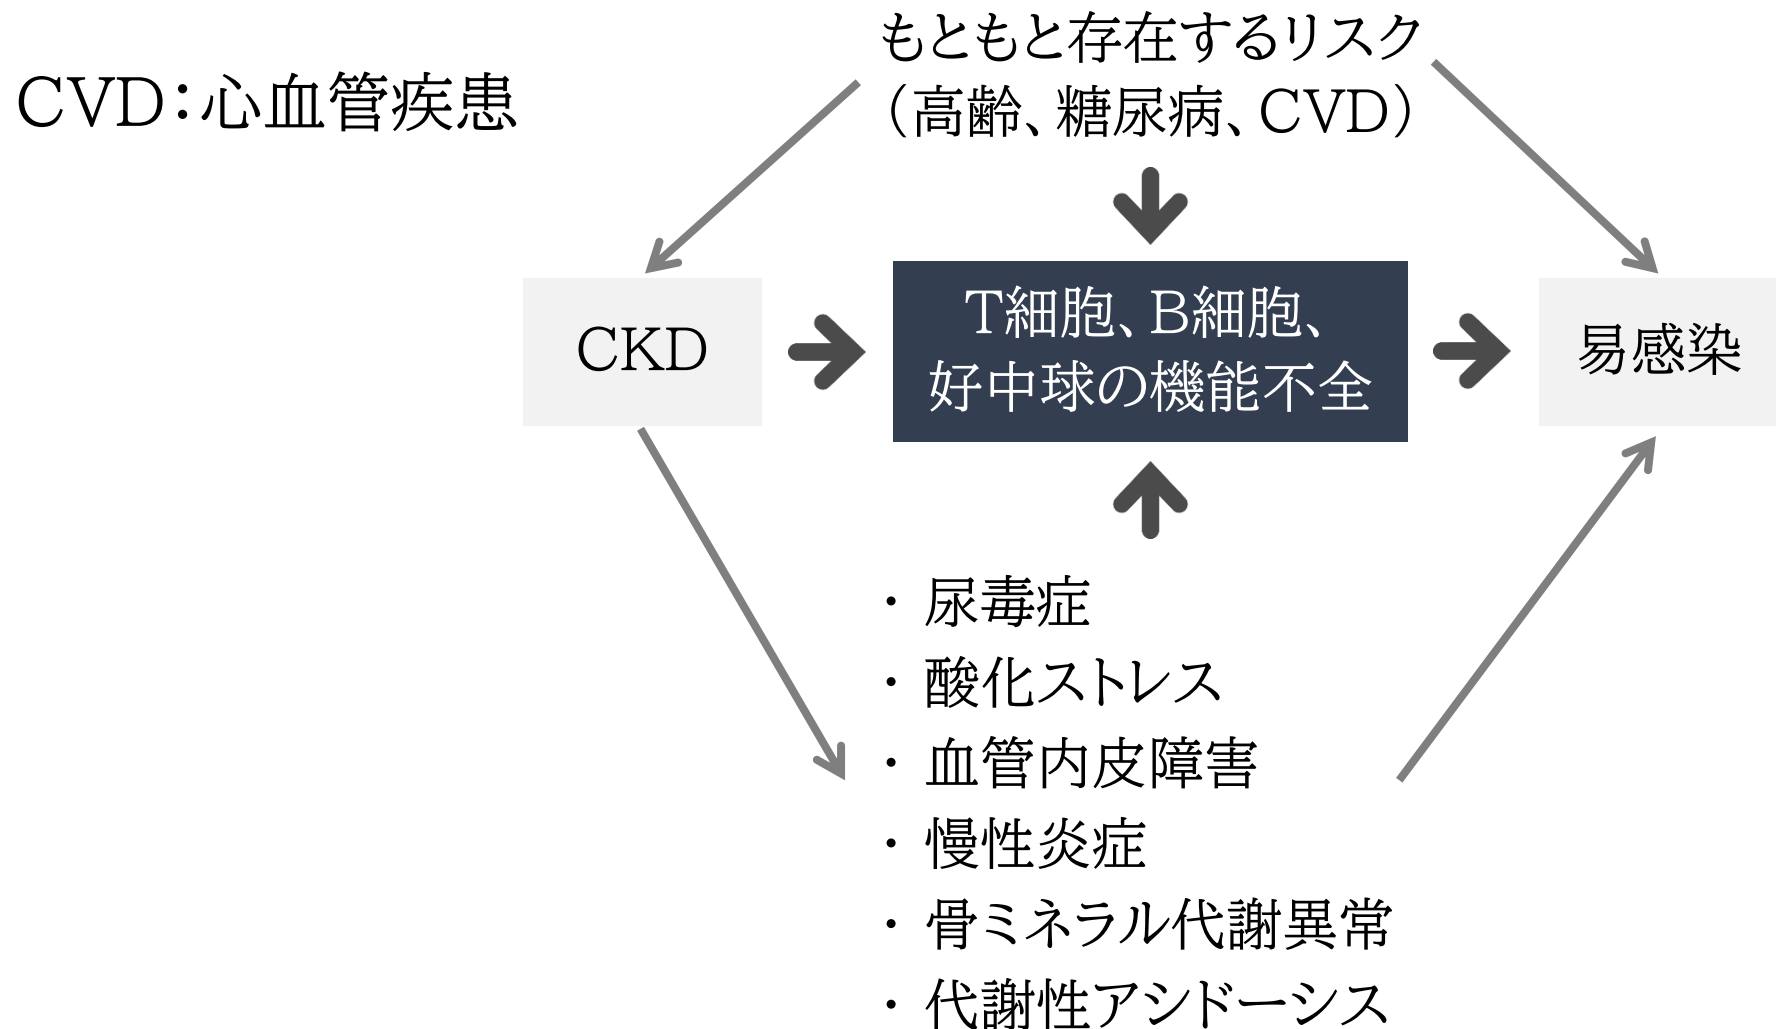 もともと存在するリスク
（高齢、糖尿病、CVD）
CVD：心血管疾患
CKD
T細胞、B細胞、
好中球の機能不全
易感染
・ 尿毒症
・ 酸化ストレス
・ 血管内皮障害
・ 慢性炎症
・ 骨ミネラル代謝異常
・ 代謝性アシドーシス